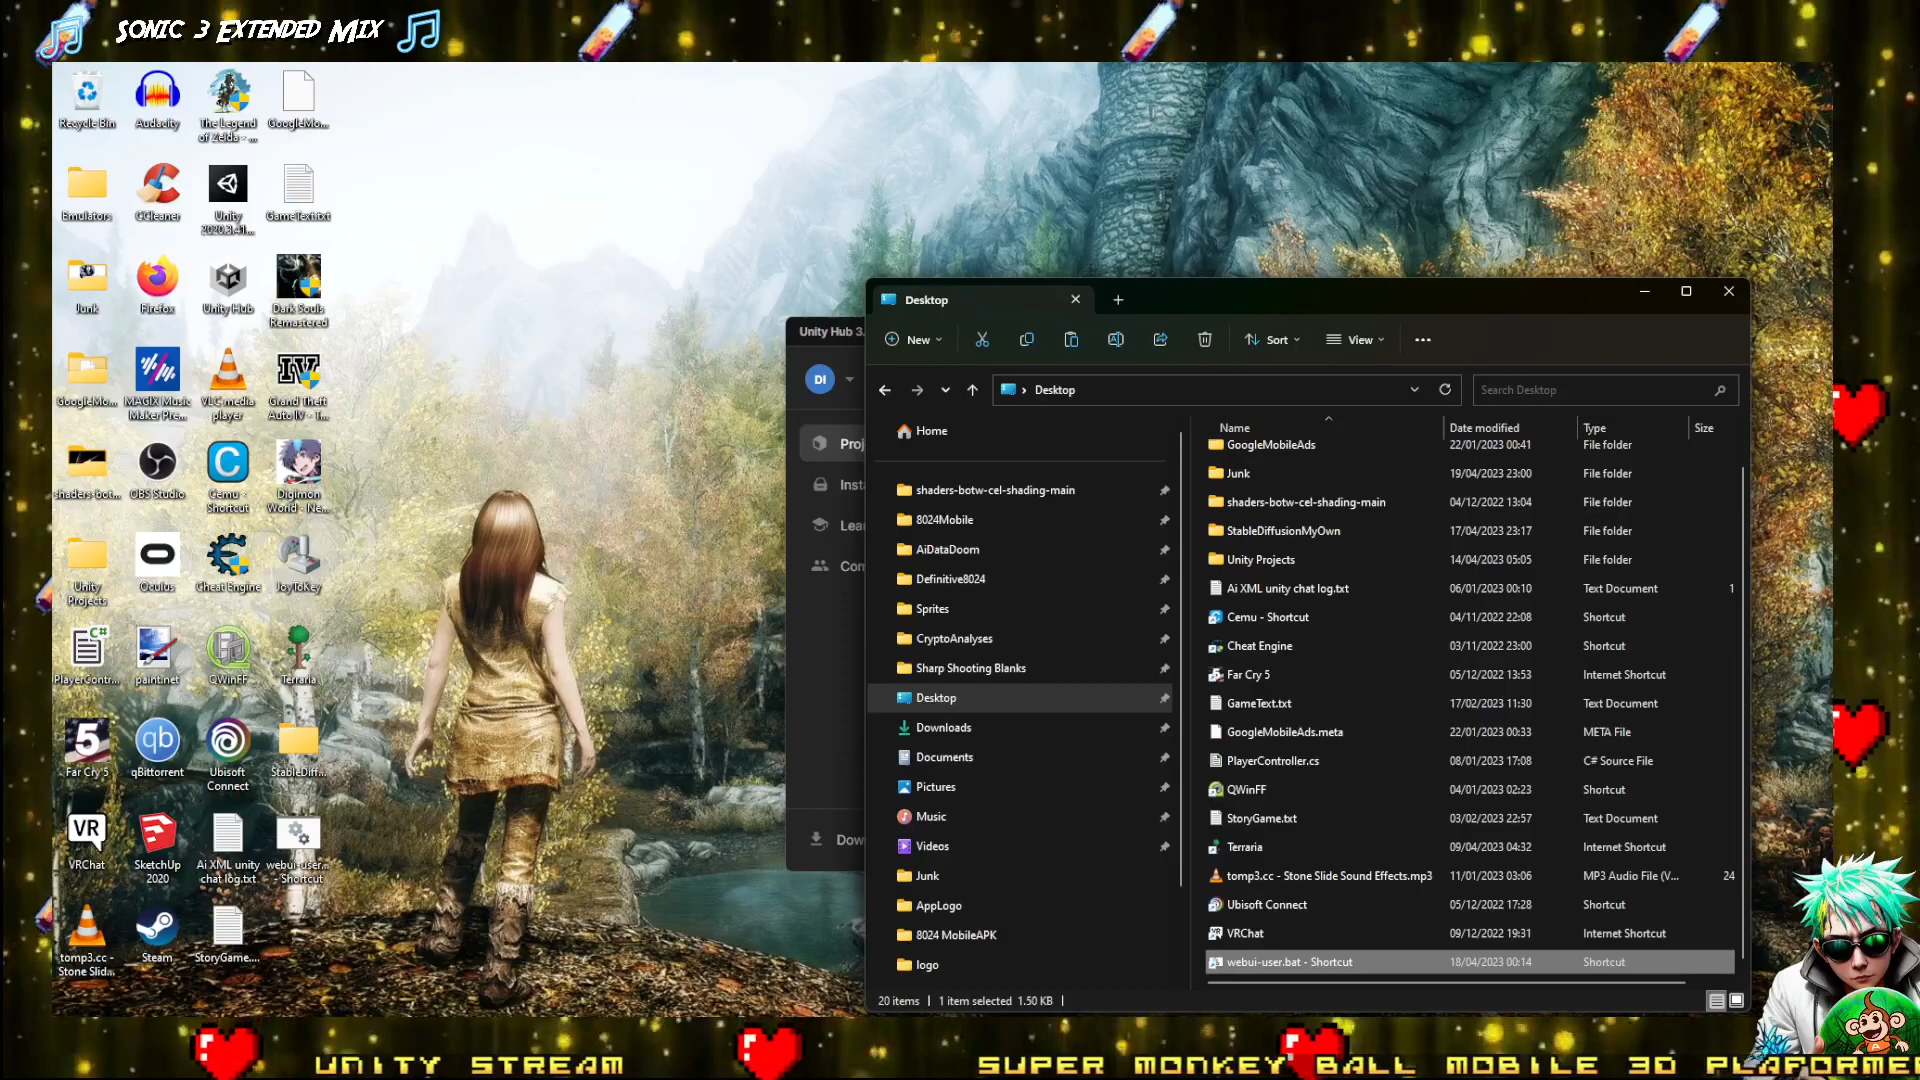 Sonic 3 Extended Mix
Recycle Bin
Audacity
The Legend of Zelda - ...
GoogleMo...
Emulators
CCleaner
Unity 2020.3.41...
GameText.txt
Junk
Firefox
Unity Hub
Dark Souls Remastered
GoogleMo...
MAGIX Music Maker Pre...
VLC media player
Grand Theft Auto IV - T...
shaders-bot...
OBS Studio
Cemu - Shortcut
Digimon World - Ne...
Unity Projects
Oculus
Cheat Engine
JoyToKey
PlayerContr...
paint.net
QWinFF
Terraria
Far Cry 5
qBittorrent
Ubisoft Connect
StableDiff...
VRChat
SketchUp 2020
Ai XML unity chat log.txt
webui-user... - Shortcut
tomp3.cc - Stone Slid...
Steam
StoryGame....
Unity Hub 3.
DI
Proj
Insta
Lea
Com
Dow
Desktop
New
Sort
View
Desktop
Search Desktop
Home
shaders-botw-cel-shading-main
8024Mobile
AiDataDoom
Definitive8024
Sprites
CryptoAnalyses
Sharp Shooting Blanks
Desktop
Downloads
Documents
Pictures
Music
Videos
Junk
AppLogo
8024 MobileAPK
logo
Name Date modified Type Size
GoogleMobileAds 22/01/2023 00:41 File folder
Junk 19/04/2023 23:00 File folder
shaders-botw-cel-shading-main 04/12/2022 13:04 File folder
StableDiffusionMyOwn 17/04/2023 23:17 File folder
Unity Projects 14/04/2023 05:05 File folder
Ai XML unity chat log.txt 06/01/2023 00:10 Text Document 1
Cemu - Shortcut 04/11/2022 22:08 Shortcut
Cheat Engine 03/11/2022 23:00 Shortcut
Far Cry 5 05/12/2022 13:53 Internet Shortcut
GameText.txt 17/02/2023 11:30 Text Document
GoogleMobileAds.meta 22/01/2023 00:33 META File
PlayerController.cs 08/01/2023 17:08 C# Source File
QWinFF 04/01/2023 02:23 Shortcut
StoryGame.txt 03/02/2023 22:57 Text Document
Terraria 09/04/2023 04:32 Internet Shortcut
tomp3.cc - Stone Slide Sound Effects.mp3 11/01/2023 03:06 MP3 Audio File (V... 24
Ubisoft Connect 05/12/2022 17:28 Shortcut
VRChat 09/12/2022 19:31 Internet Shortcut
webui-user.bat - Shortcut 18/04/2023 00:14 Shortcut
20 items 1 item selected 1.50 KB
UNITY STREAM SUPER MONKEY BALL MOBILE 3D PLAFORMER